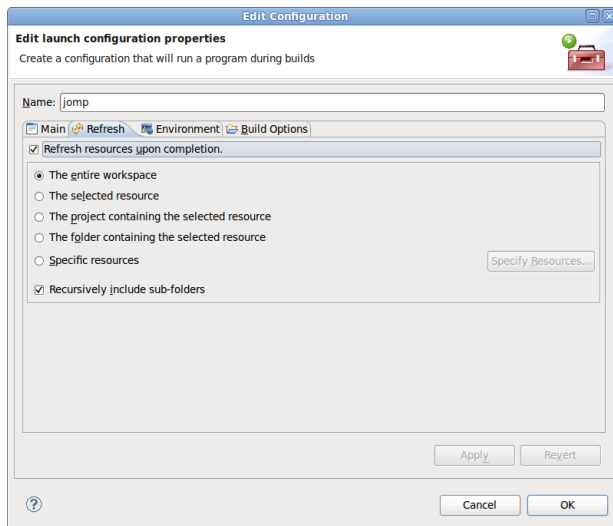 Edit Configuration
Edit launch configuration properties
Create a configuration that will run a program during builds
Name: jomp
Main Refresh Environment Build Options
Refresh resources upon completion.
The entire workspace
The selected resource
The project containing the selected resource
The folder containing the selected resource
Specific resources Specify Resources...
Recursively include sub-folders
Apply Revert
? Cancel OK